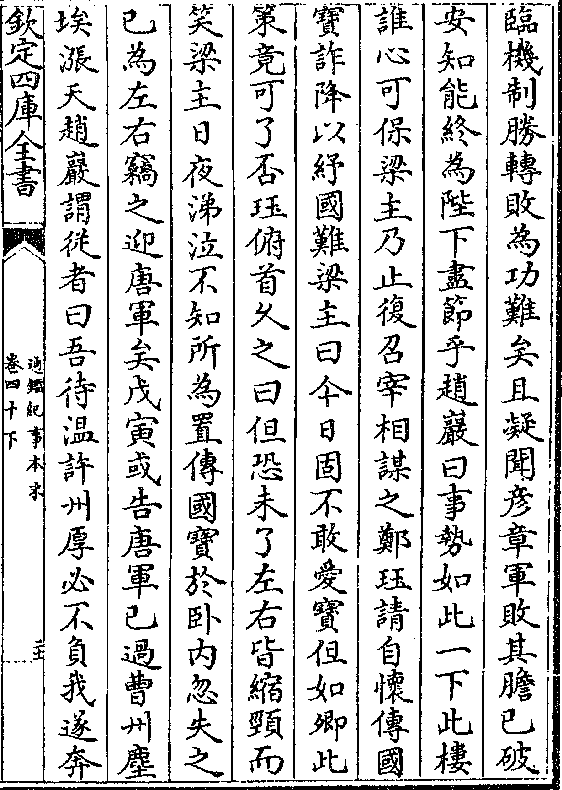 臨機制勝轉敗為功難矣且凝聞彦章軍敗其膽已破
安知能終為陛下盡節乎趙巖曰事勢如此一下此樓
誰心可保梁主乃止復召宰相謀之鄭珏請自懷傳國
寶詐降以紓國難梁主曰今日固不敢愛寳但如卿此
策竟可了否珏俯首久之曰但恐未了左右皆縮頸而
笑梁主日夜涕泣不知所為置傳國寶於卧内忽失之
已為左右竊之迎唐軍矣戊寅或告唐軍已過曹州塵
埃漲天趙巖謂從者曰吾待温許州厚必不負我遂奔
欽定四庫全書
通鑑紀事本末
卷四十下